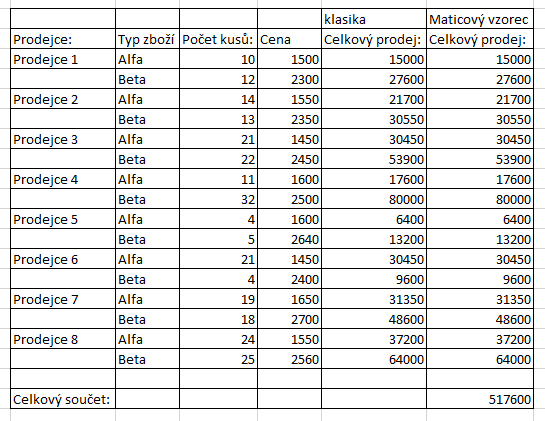 klasika Maticový vzorec
Prodejce: Typ zboží Počet kusů: Cena Celkový prodej: Celkový prodej:
Prodejce 1 Alfa 10 1500 15000 15000
Beta 12 2300 27600 27600
Prodejce 2 Alfa 14 1550 21700 21700
Beta 13 2350 30550 30550
Prodejce 3 Alfa 21 1450 30450 30450
Beta 22 2450 53900 53900
Prodejce 4 Alfa 11 1600 17600 17600
Beta 32 2500 80000 80000
Prodejce 5 Alfa 4 1600 6400 6400
Beta 5 2640 13200 13200
Prodejce 6 Alfa 21 1450 30450 30450
Beta 4 2400 9600 9600
Prodejce 7 Alfa 19 1650 31350 31350
Beta 18 2700 48600 48600
Prodejce 8 Alfa 24 1550 37200 37200
Beta 25 2560 64000 64000
Celkový součet: 517600